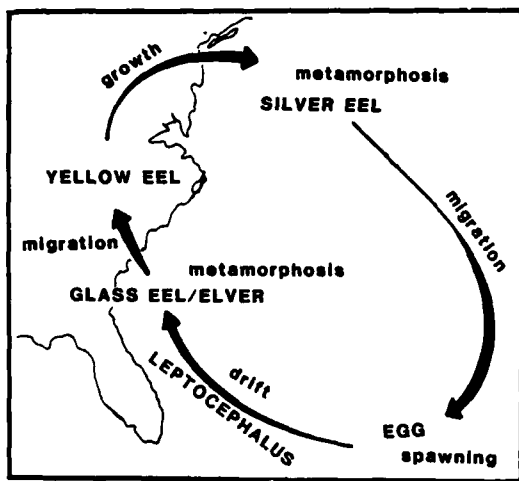 growth
metamorphosis
SILVER EEL
YELLOW EEL
migration
migration
metamorphosis
GLASS EEL/ELVER
drift
LEPTOCEPHALUS
EGG
spawning